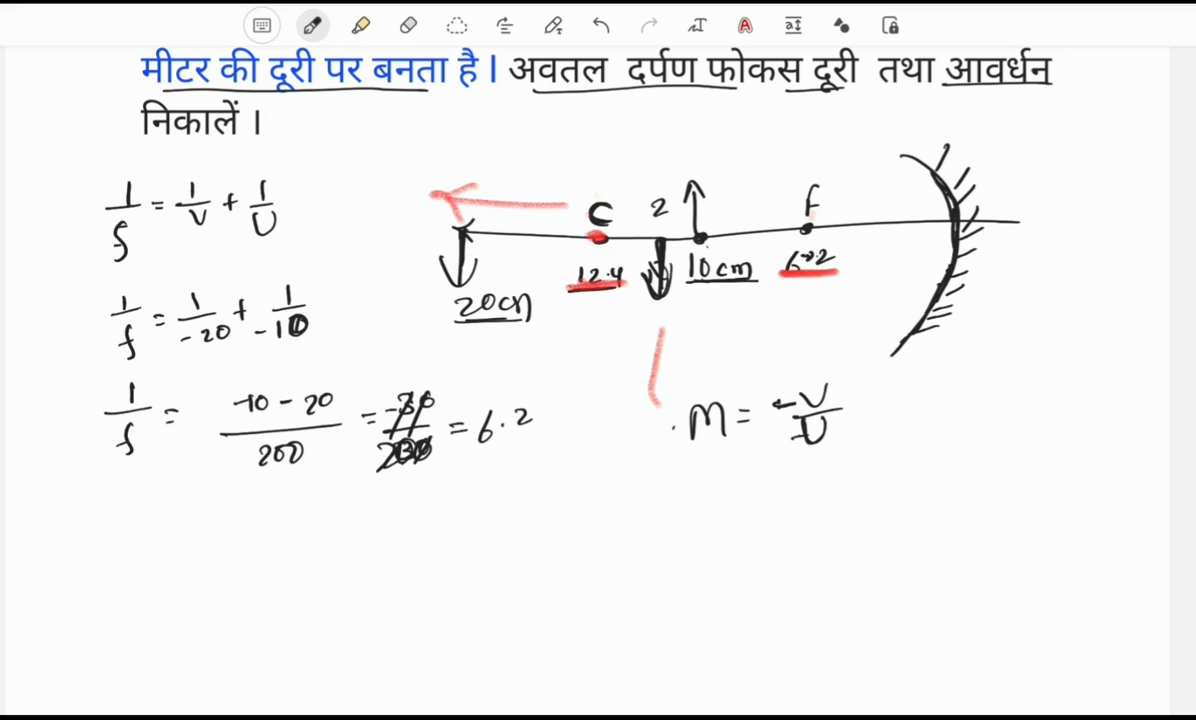 मीटर की दूरी पर बनता है । अवतल दर्पण फोकस दूरी तथा आवर्धन
निकालें ।
1/f = 1/v + 1/U
C 2 F
12.4 10cm 6.2
20cm
1/f = 1/-20 + 1/-10
1/f = -10 - 20 / 200 = = 6.2
M = -V/U